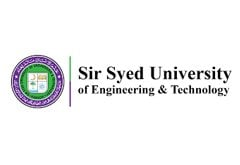 Sir Syed University
of Engineering & Technology